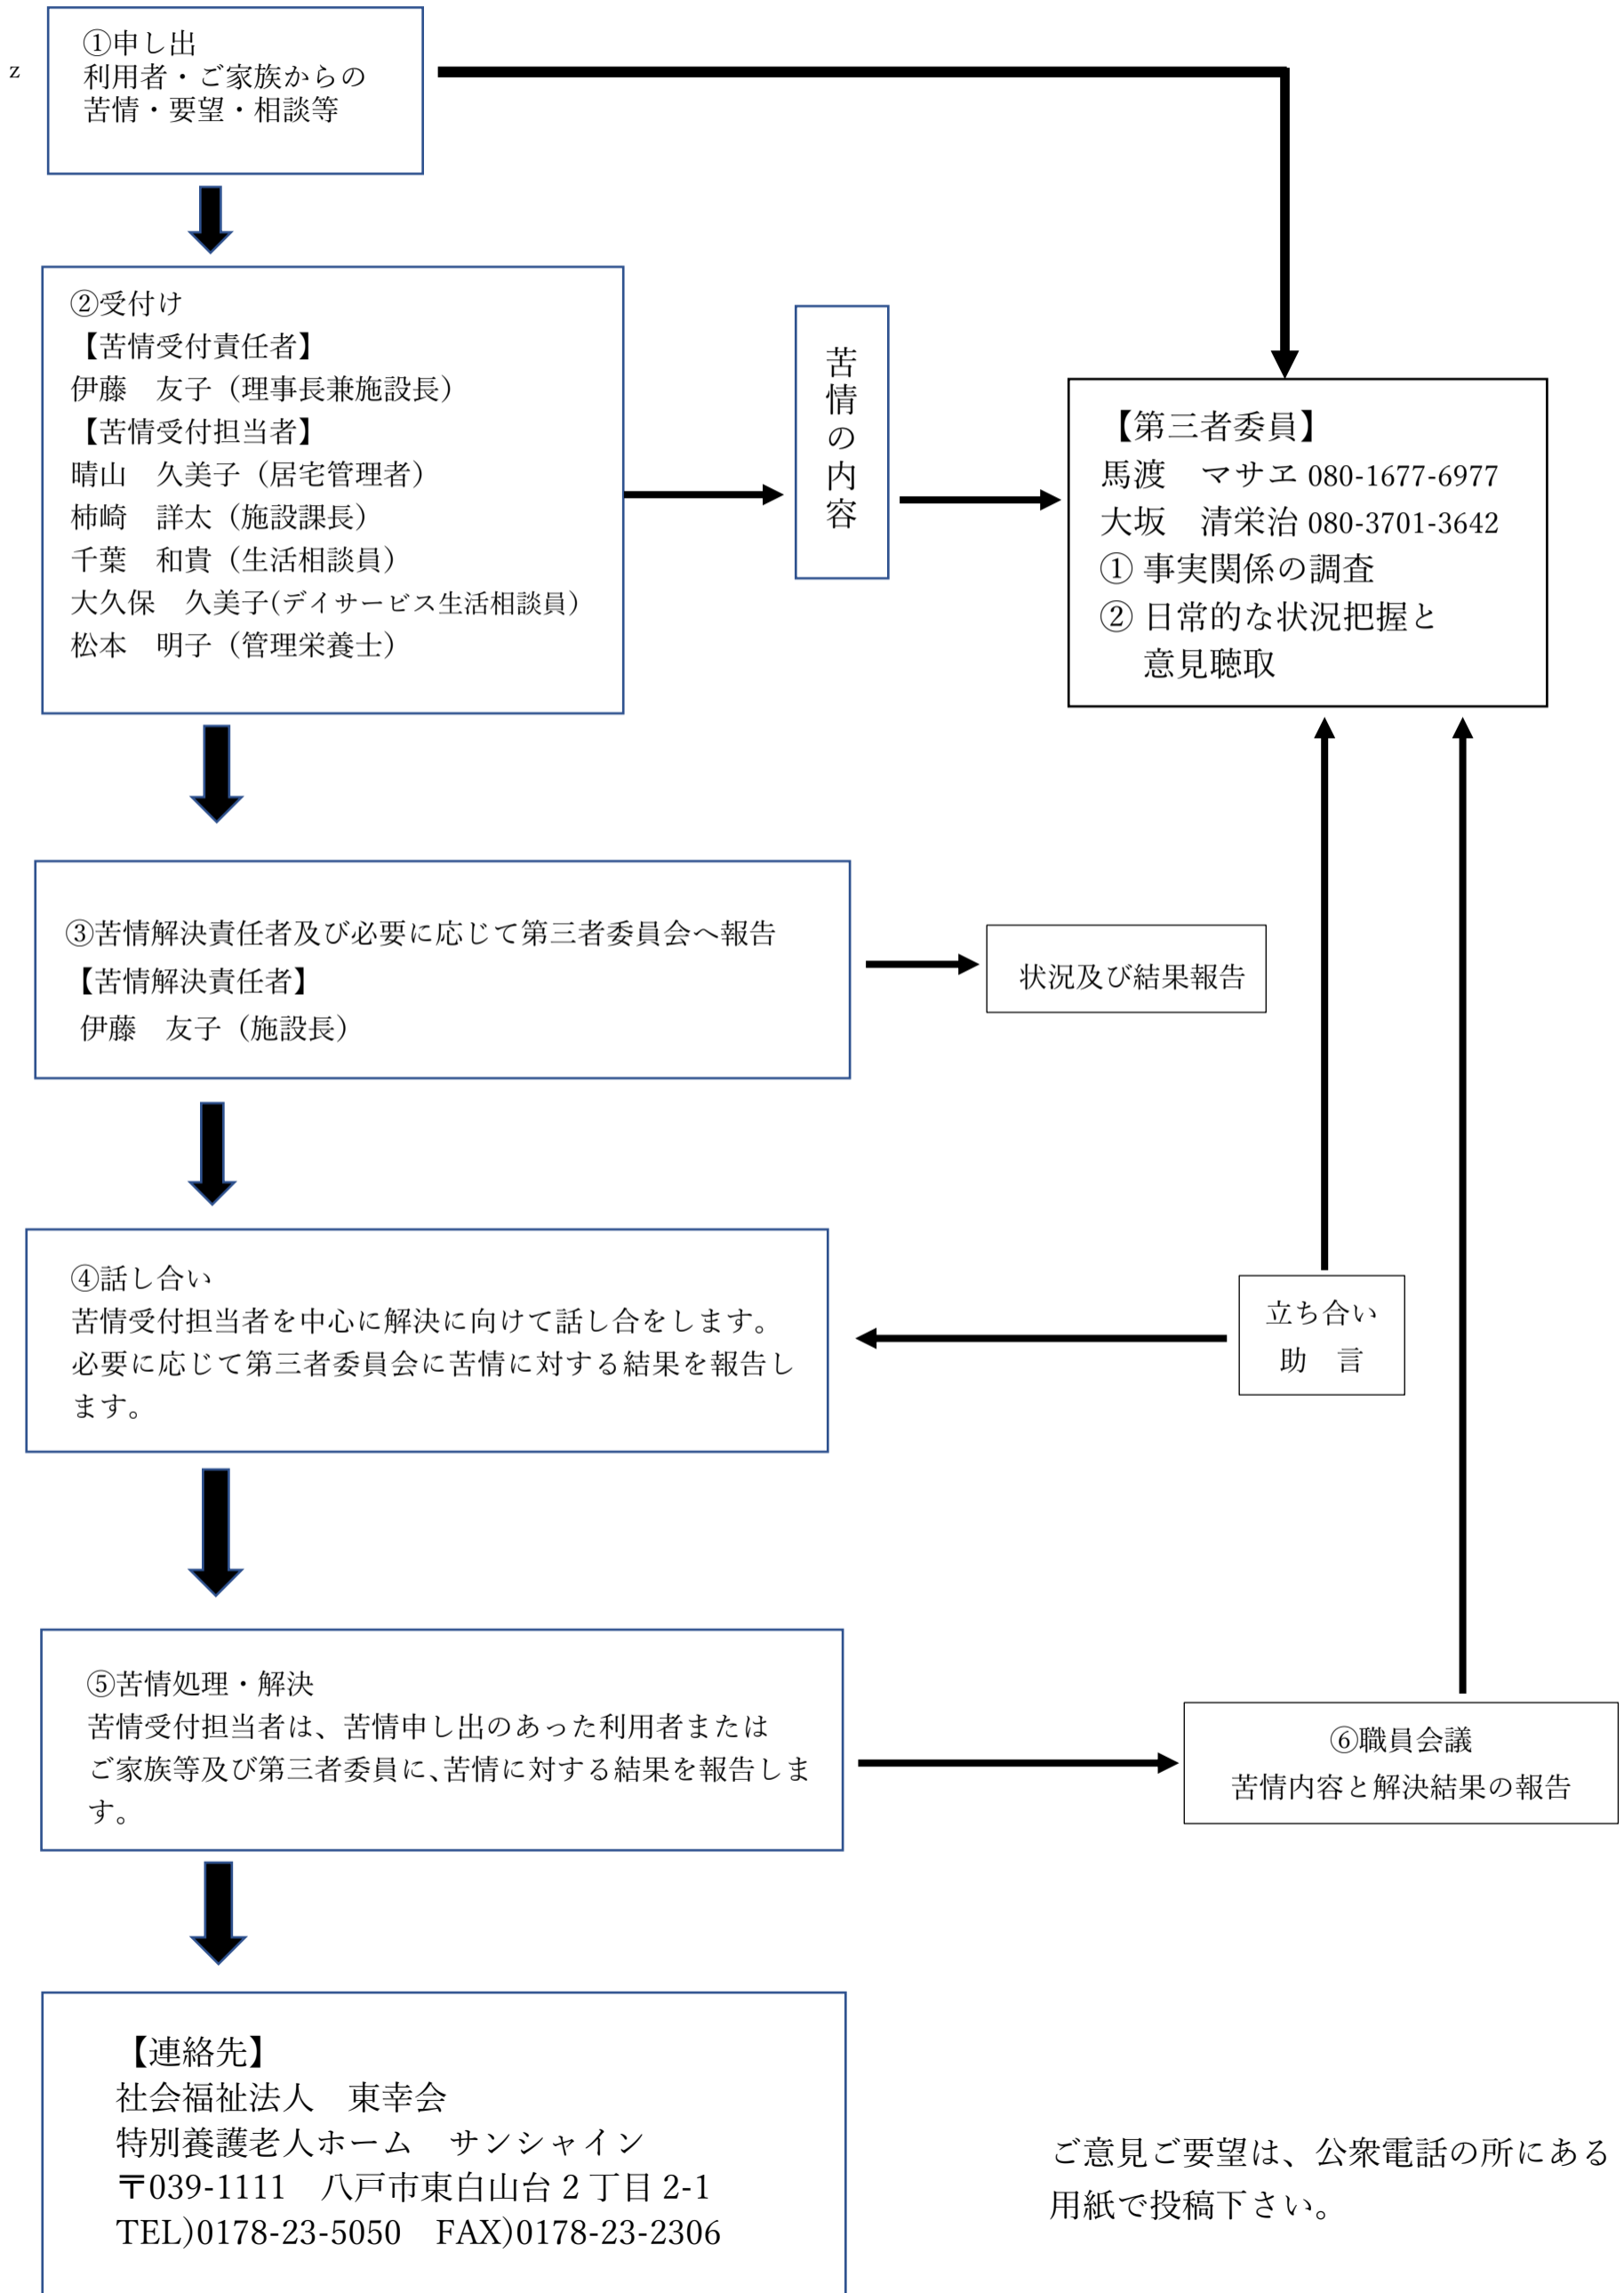 z
①申し出
利用者・ご家族からの
苦情・要望・相談等
②受付け
【苦情受付責任者】
伊藤　友子（理事長兼施設長）
【苦情受付担当者】
晴山　久美子（居宅管理者）
柿崎　詳太（施設課長）
千葉　和貴（生活相談員）
大久保　久美子(デイサービス生活相談員）
松本　明子（管理栄養士）
苦情の内容
【第三者委員】
馬渡　マサヱ 080-1677-6977
大坂　清栄治 080-3701-3642
① 事実関係の調査
② 日常的な状況把握と
意見聴取
③苦情解決責任者及び必要に応じて第三者委員会へ報告
【苦情解決責任者】
伊藤　友子（施設長）
状況及び結果報告
④話し合い
苦情受付担当者を中心に解決に向けて話し合をします。
必要に応じて第三者委員会に苦情に対する結果を報告し
ます。
立ち合い
助　言
⑤苦情処理・解決
苦情受付担当者は、苦情申し出のあった利用者または
ご家族等及び第三者委員に、苦情に対する結果を報告しま
す。
⑥職員会議
苦情内容と解決結果の報告
【連絡先】
社会福祉法人　東幸会
特別養護老人ホーム　サンシャイン
〒039-1111　八戸市東白山台 2 丁目 2-1
TEL)0178-23-5050　FAX)0178-23-2306
ご意見ご要望は、公衆電話の所にある
用紙で投稿下さい。